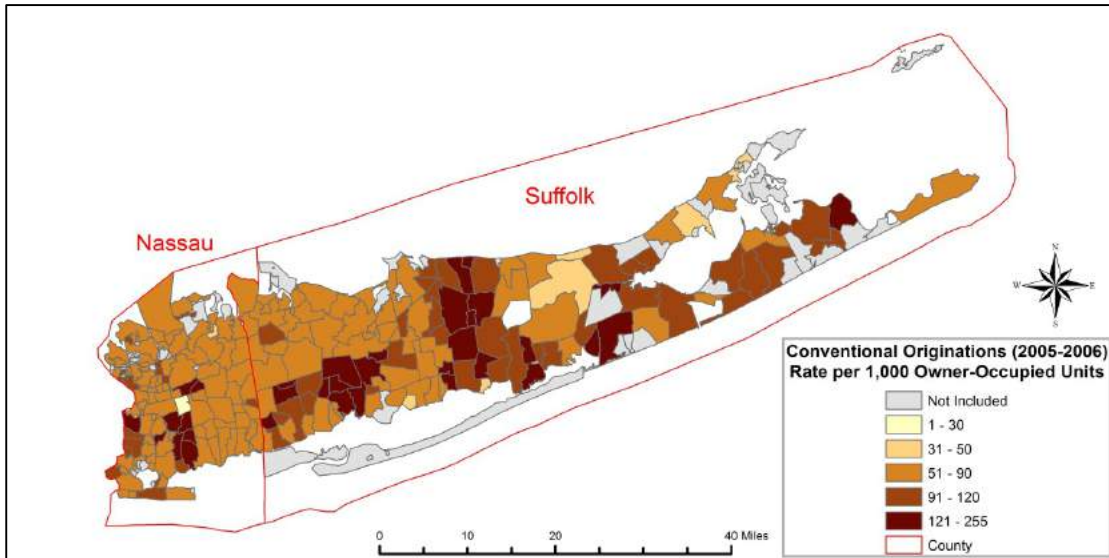 Suffolk
Nassau
N
W E
S
Conventional Originations (2005-2006)
Rate per 1,000 Owner-Occupied Units
Not Included
1 - 30
31 - 50
51 - 90
91 - 120
121 - 255
County
0 10 20 40 Miles